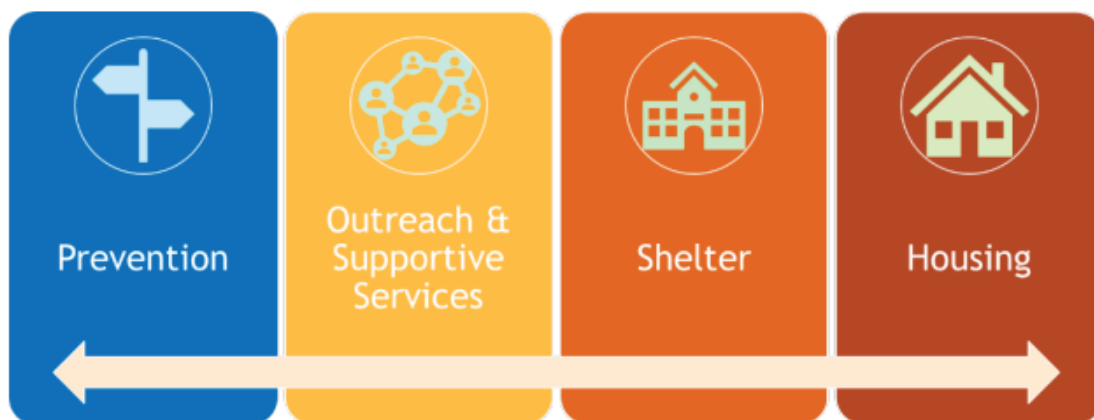 Prevention
Outreach &
Supportive
Services
Shelter
Housing